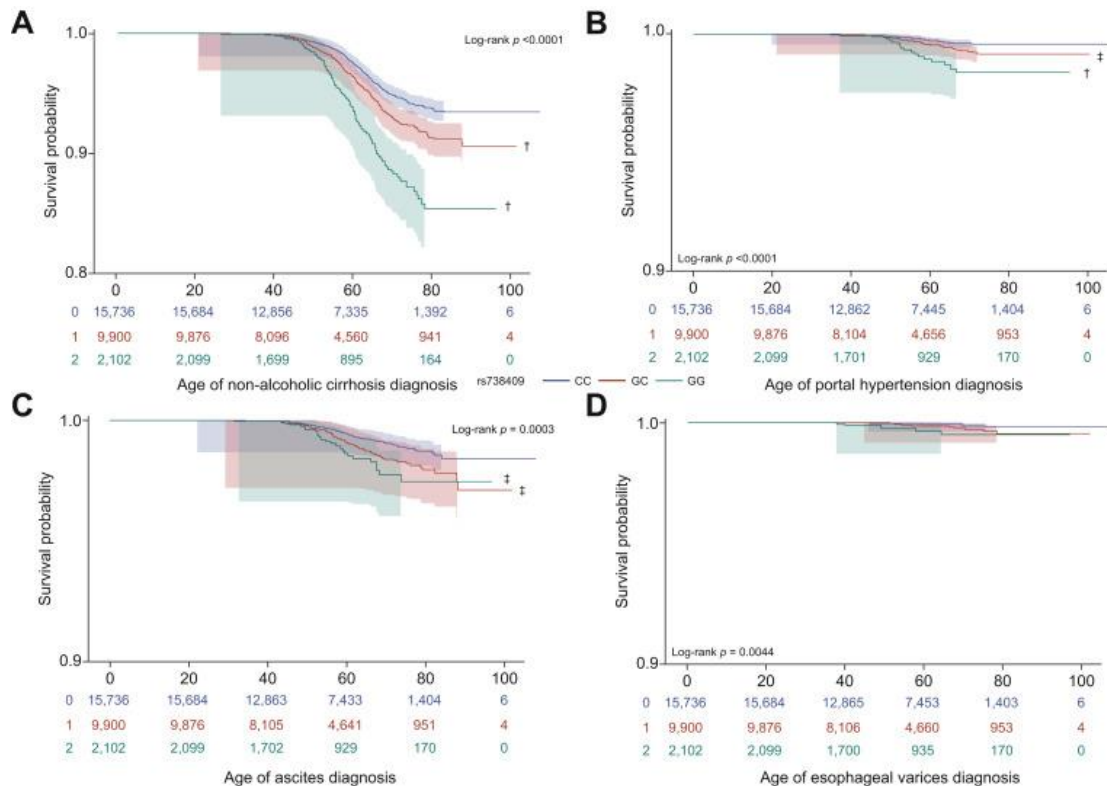 A
Log-rank p <0.0001
Survival probability
1.0
0.9
0.8
0 20 40 60 80 100
0 15,736 15,684 12,856 7,335 1,392 6
1 9,900 9,876 8,096 4,560 941 4
2 2,102 2,099 1,699 895 164 0
Age of non-alcoholic cirrhosis diagnosis
†
†
B
Survival probability
1.0
0.9
‡
†
Log-rank p <0.0001
0 20 40 60 80 100
0 15,736 15,684 12,862 7,445 1,404 6
1 9,900 9,876 8,104 4,656 953 4
2 2,102 2,099 1,701 929 170 0
Age of portal hypertension diagnosis
rs738409 CC GC GG
C
Log-rank p = 0.0003
Survival probability
1.0
0.9
‡
‡
0 20 40 60 80 100
0 15,736 15,684 12,863 7,433 1,404 6
1 9,900 9,876 8,105 4,641 951 4
2 2,102 2,099 1,702 929 170 0
Age of ascites diagnosis
D
Survival probability
1.0
0.9
Log-rank p = 0.0044
0 20 40 60 80 100
0 15,736 15,684 12,865 7,453 1,403 6
1 9,900 9,876 8,106 4,660 953 4
2 2,102 2,099 1,700 935 170 0
Age of esophageal varices diagnosis